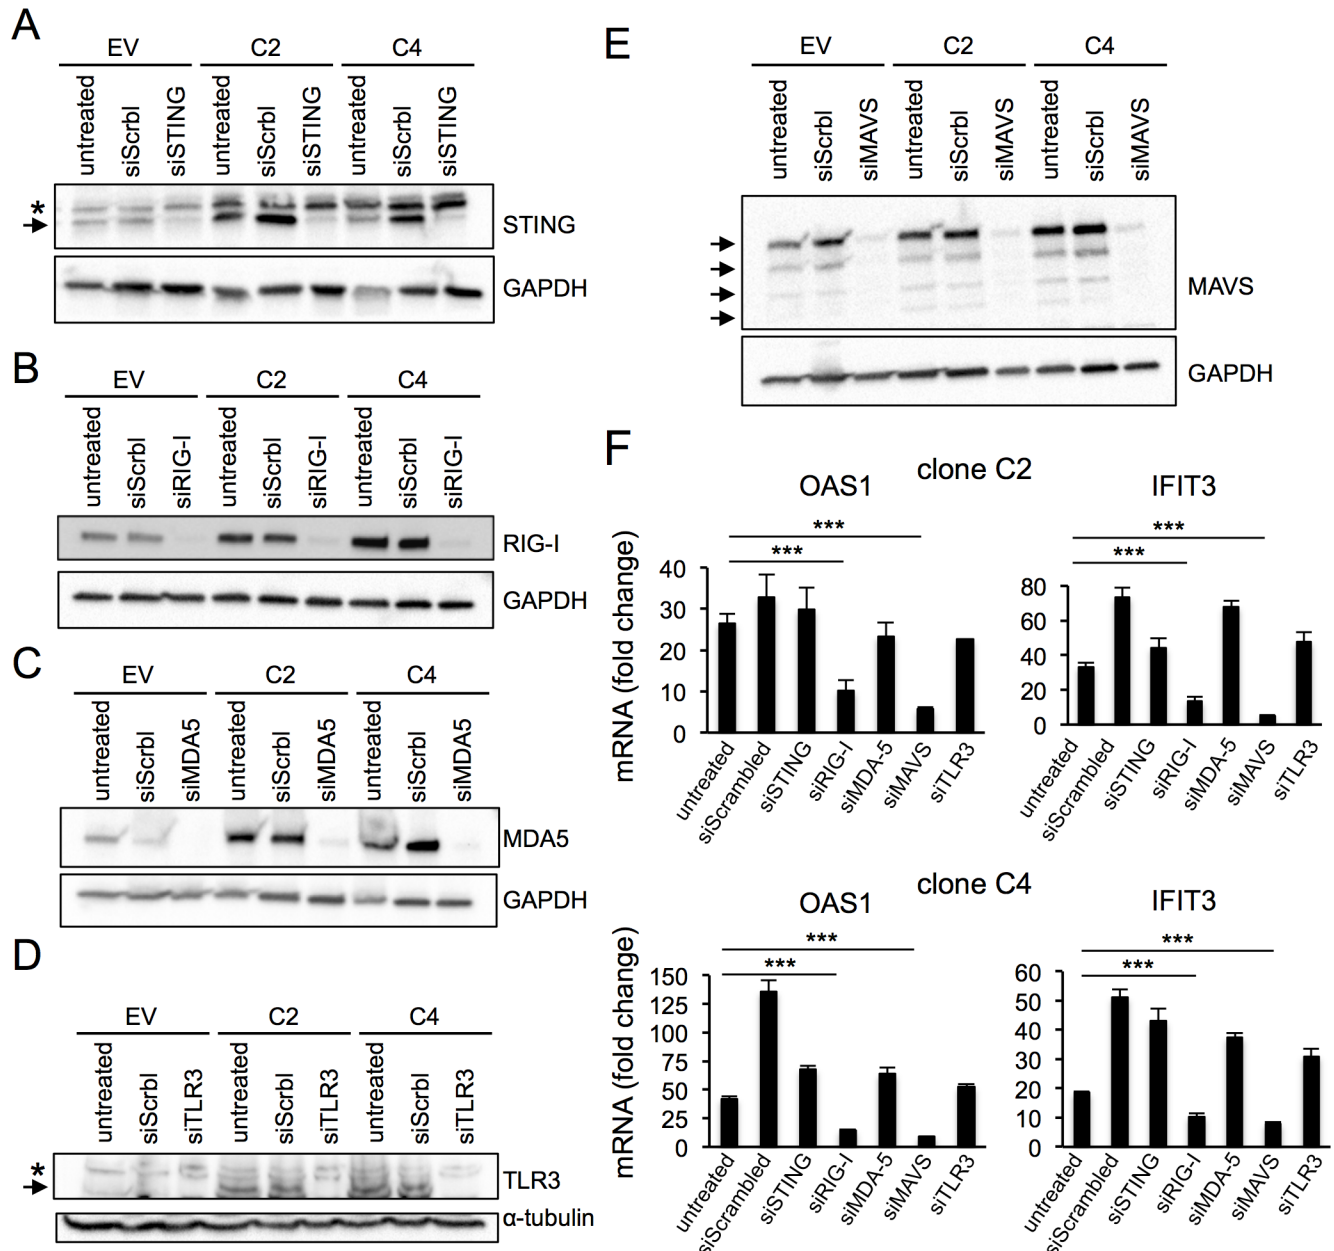 A
EV C2 C4
untreated siScrbl siSTING untreated siScrbl siSTING untreated siScrbl siSTING
*
STING
GAPDH
B
EV C2 C4
untreated siScrbl siRIG-I untreated siScrbl siRIG-I untreated siScrbl siRIG-I
RIG-I
GAPDH
C
EV C2 C4
untreated siScrbl siMDA5 untreated siScrbl siMDA5 untreated siScrbl siMDA5
MDA5
GAPDH
D
EV C2 C4
untreated siScrbl siTLR3 untreated siScrbl siTLR3 untreated siScrbl siTLR3
*
TLR3
α-tubulin
E
EV C2 C4
untreated siScrbl siMAVS untreated siScrbl siMAVS untreated siScrbl siMAVS
MAVS
GAPDH
F
clone C2
OAS1
***
***
mRNA (fold change)
40
30
20
10
0
untreated siScrambled siSTING siRIG-I siMDA-5 siMAVS siTLR3
IFIT3
***
***
80
60
40
20
0
untreated siScrambled siSTING siRIG-I siMDA-5 siMAVS siTLR3
clone C4
OAS1
***
***
mRNA (fold change)
150
125
100
75
50
25
0
untreated siScrambled siSTING siRIG-I siMDA-5 siMAVS siTLR3
IFIT3
***
***
60
50
40
30
20
10
0
untreated siScrambled siSTING siRIG-I siMDA-5 siMAVS siTLR3